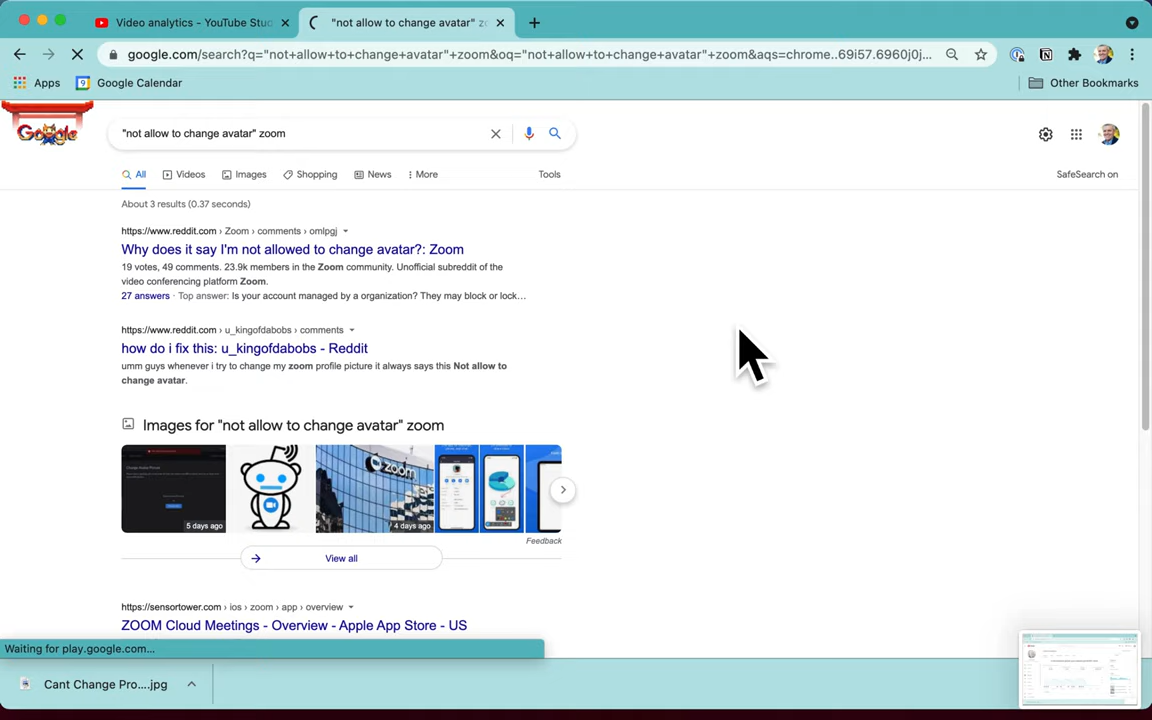 Video analytics - YouTube Stu
"not allow to change avatar" zo
google.com/search?q="not+allow+to+change+avatar"+zoom&oq="not+allow+to+change+avatar"+zoom&aqs=chrome..69i57.6960j0j...
Apps
Google Calendar
Other Bookmarks
Google
"not allow to change avatar" zoom
All
Videos
Images
Shopping
News
More
Tools
SafeSearch on
About 3 results (0.37 seconds)
https://www.reddit.com › Zoom › comments › omlpgj
Why does it say I'm not allowed to change avatar?: Zoom
19 votes, 49 comments. 23.9k members in the Zoom community. Unofficial subreddit of the
video conferencing platform Zoom.
27 answers · Top answer: Is your account managed by a organization? They may block or lock...
https://www.reddit.com › u_kingofdabobs › comments
how do i fix this: u_kingofdabobs - Reddit
umm guys whenever i try to change my zoom profile picture it always says this Not allow to
change avatar.
Images for "not allow to change avatar" zoom
zoom
5 days ago
4 days ago
Feedback
View all
https://sensortower.com › ios › zoom › app › overview
ZOOM Cloud Meetings - Overview - Apple App Store - US
Waiting for play.google.com...
Cant Change Pro....jpg